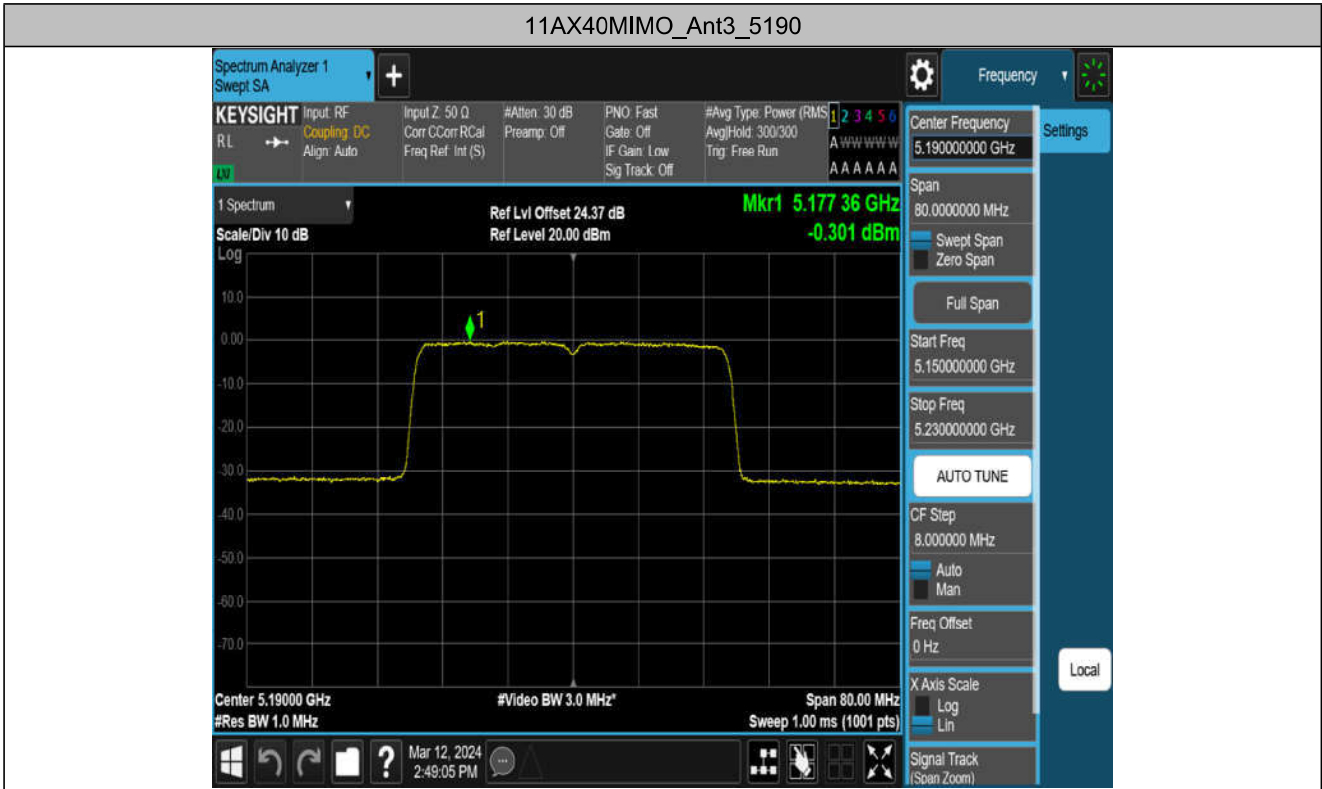 11AX40MIMO_Ant3_5190
Spectrum Analyzer 1
Swept SA
+
Frequency
KEYSIGHT
RL
LXI
Input: RF
Coupling: DC
Align: Auto
Input Z: 50 Ω
Corr CCorr RCal
Freq Ref: Int (S)
#Atten: 30 dB
Preamp: Off
PNO: Fast
Gate: Off
IF Gain: Low
Sig Track: Off
#Avg Type: Power (RMS
Avg|Hold: 300/300
Trig: Free Run
1 2 3 4 5 6
A W W W W W
A A A A A A
1 Spectrum
Scale/Div 10 dB
Log
Ref Lvl Offset 24.37 dB
Ref Level 20.00 dBm
Mkr1 5.177 36 GHz
-0.301 dBm
1
10.0
0.00
-10.0
-20.0
-30.0
-40.0
-50.0
-60.0
-70.0
Center 5.19000 GHz
#Res BW 1.0 MHz
#Video BW 3.0 MHz*
Span 80.00 MHz
Sweep 1.00 ms (1001 pts)
?
Mar 12, 2024
2:49:05 PM
Center Frequency
5.190000000 GHz
Settings
Span
80.0000000 MHz
Swept Span
Zero Span
Full Span
Start Freq
5.150000000 GHz
Stop Freq
5.230000000 GHz
AUTO TUNE
CF Step
8.000000 MHz
Auto
Man
Freq Offset
0 Hz
Local
X Axis Scale
Log
Lin
Signal Track
(Span Zoom)